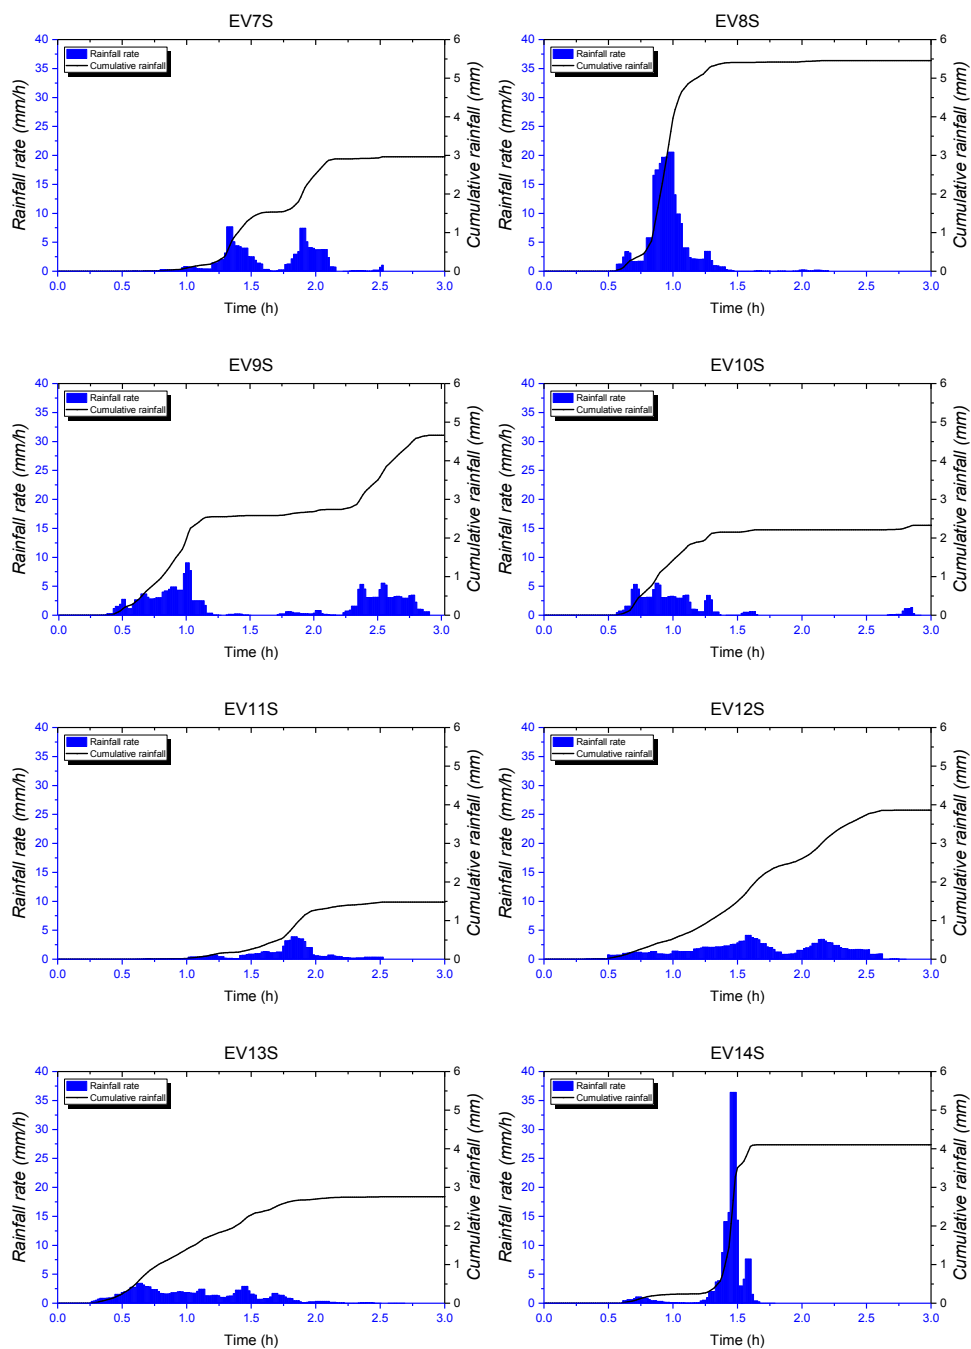 EV7S
Rainfall rate
Cumulative rainfall
Rainfall rate (mm/h)
40
35
30
25
20
15
10
5
0
6
5
4
3
2
1
0
Cumulative rainfall (mm)
0.0 0.5 1.0 1.5 2.0 2.5 3.0
Time (h)
EV8S
Rainfall rate
Cumulative rainfall
Rainfall rate (mm/h)
40
35
30
25
20
15
10
5
0
6
5
4
3
2
1
0
Cumulative rainfall (mm)
0.0 0.5 1.0 1.5 2.0 2.5 3.0
Time (h)
EV9S
Rainfall rate
Cumulative rainfall
Rainfall rate (mm/h)
40
35
30
25
20
15
10
5
0
6
5
4
3
2
1
0
Cumulative rainfall (mm)
0.0 0.5 1.0 1.5 2.0 2.5 3.0
Time (h)
EV10S
Rainfall rate
Cumulative rainfall
Rainfall rate (mm/h)
40
35
30
25
20
15
10
5
0
6
5
4
3
2
1
0
Cumulative rainfall (mm)
0.0 0.5 1.0 1.5 2.0 2.5 3.0
Time (h)
EV11S
Rainfall rate
Cumulative rainfall
Rainfall rate (mm/h)
40
35
30
25
20
15
10
5
0
6
5
4
3
2
1
0
Cumulative rainfall (mm)
0.0 0.5 1.0 1.5 2.0 2.5 3.0
Time (h)
EV12S
Rainfall rate
Cumulative rainfall
Rainfall rate (mm/h)
40
35
30
25
20
15
10
5
0
6
5
4
3
2
1
0
Cumulative rainfall (mm)
0.0 0.5 1.0 1.5 2.0 2.5 3.0
Time (h)
EV13S
Rainfall rate
Cumulative rainfall
Rainfall rate (mm/h)
40
35
30
25
20
15
10
5
0
6
5
4
3
2
1
0
Cumulative rainfall (mm)
0.0 0.5 1.0 1.5 2.0 2.5 3.0
Time (h)
EV14S
Rainfall rate
Cumulative rainfall
Rainfall rate (mm/h)
40
35
30
25
20
15
10
5
0
6
5
4
3
2
1
0
Cumulative rainfall (mm)
0.0 0.5 1.0 1.5 2.0 2.5 3.0
Time (h)